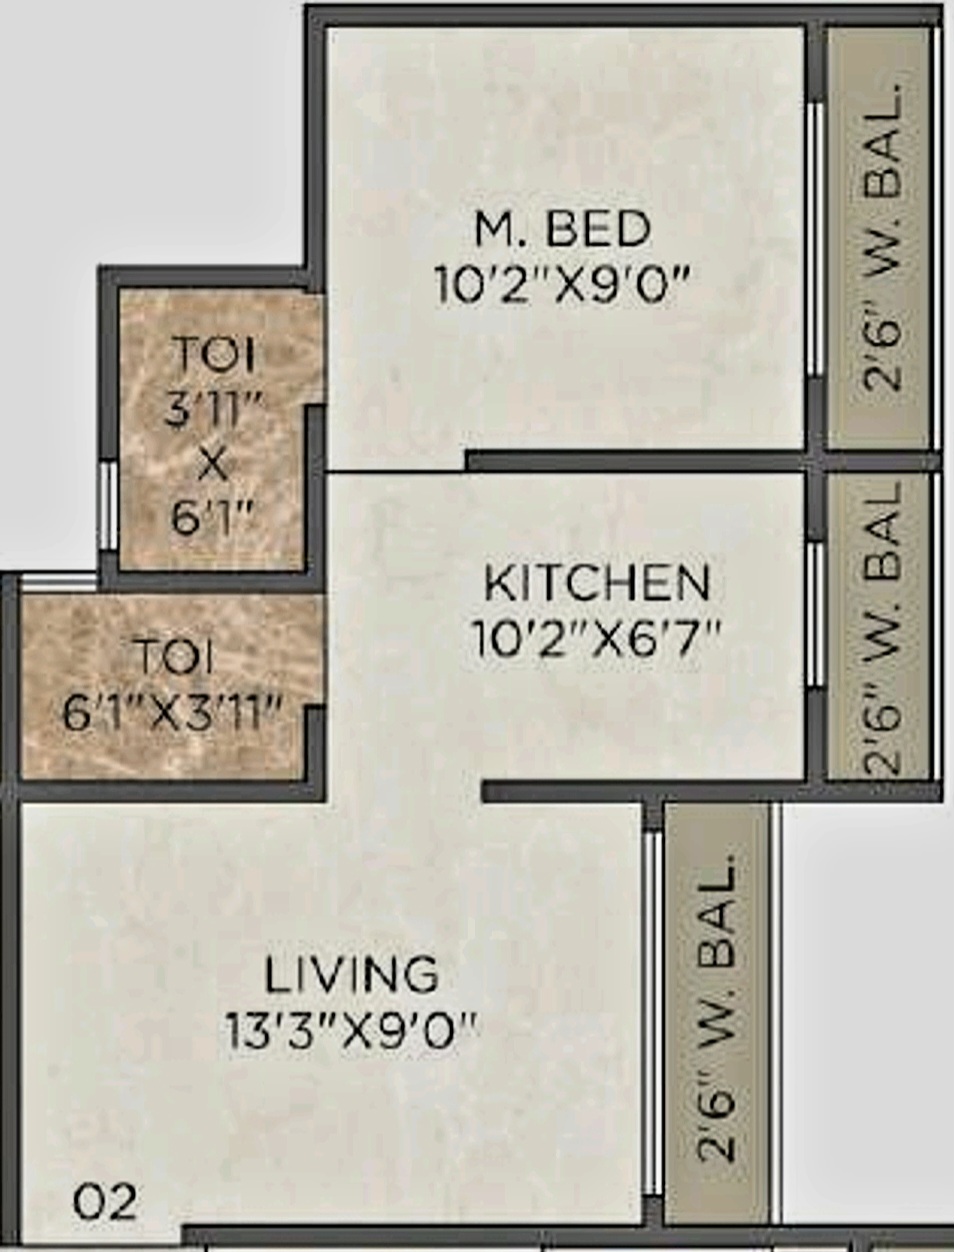 M. BED
10'2"X9'0"
2'6" W. BAL.
TOI
3'11"
X
6'1"
KITCHEN
10'2"X6'7"
2'6" W. BAL
TOI
6'1"X3'11"
LIVING
13'3"X9'0"
2'6" W. BAL.
02